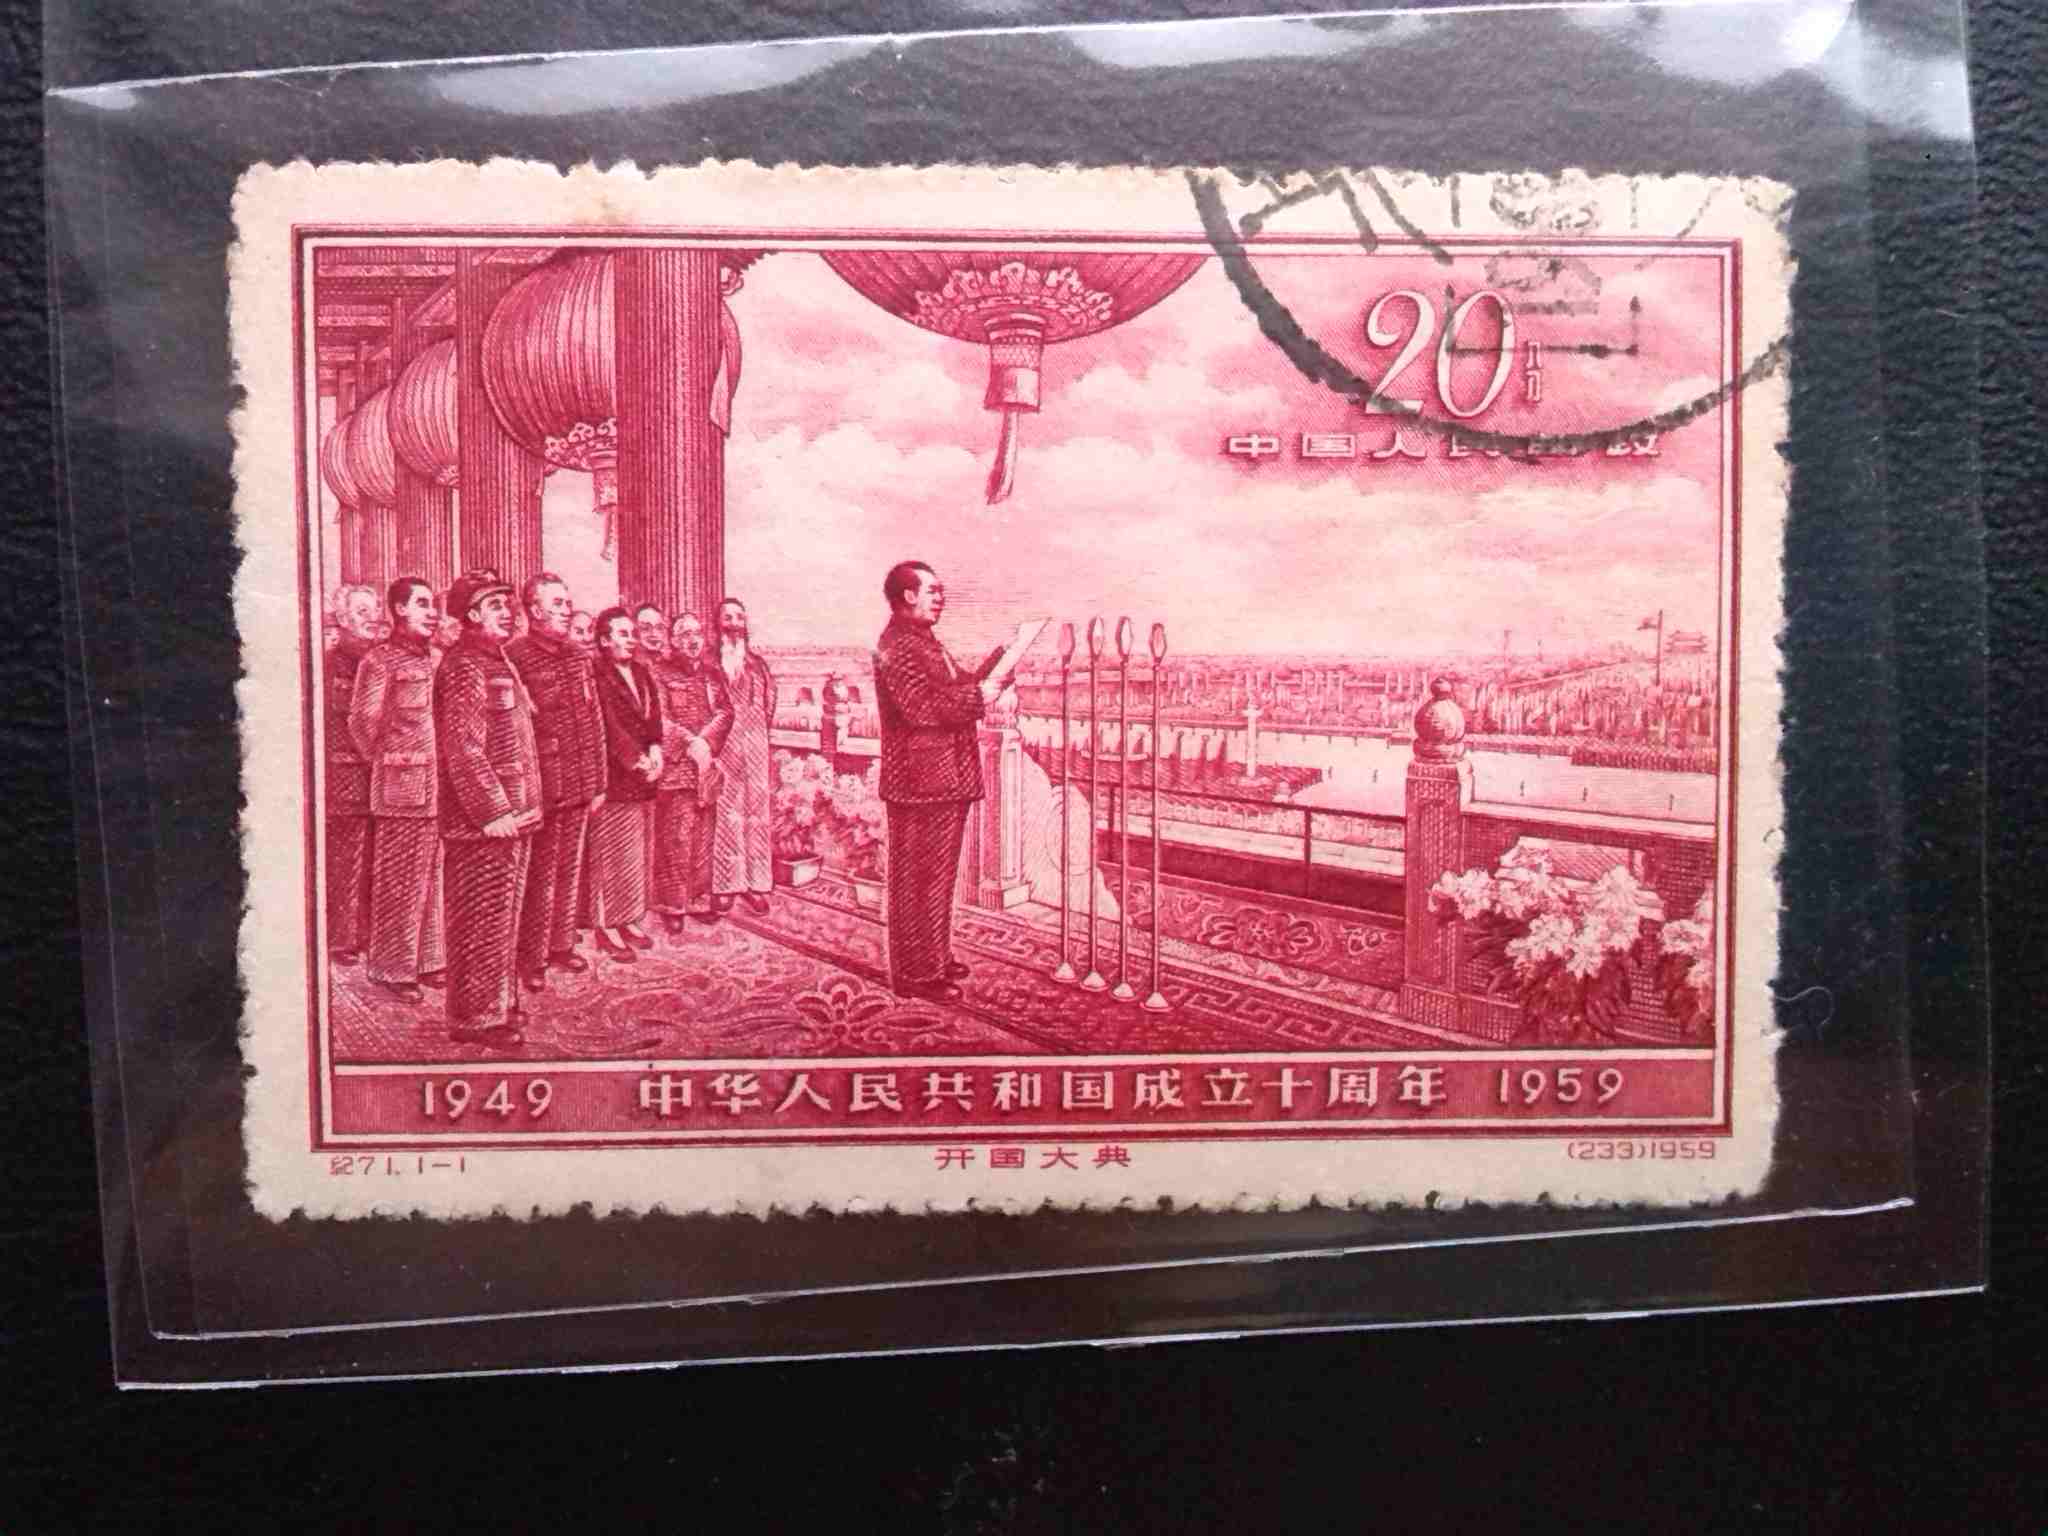 20分
中国人民邮政
1949 中华人民共和国成立十周年 1959
纪71.1-1 开国大典 (233)1959